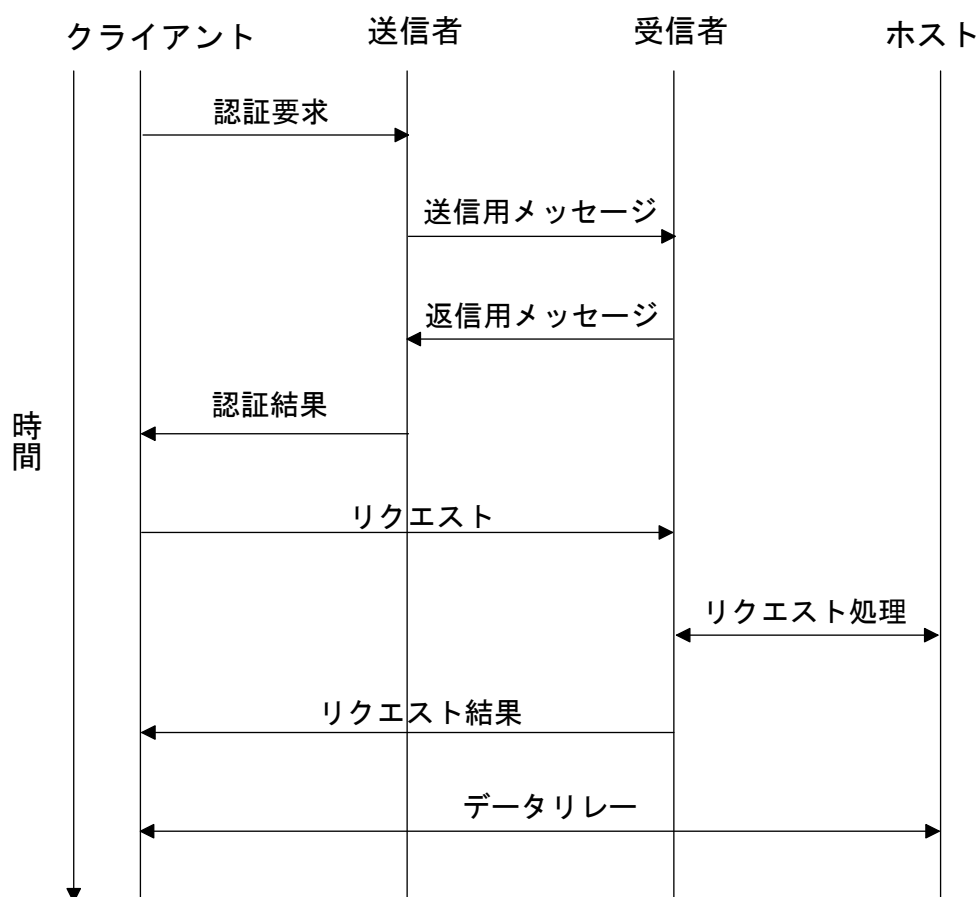 クライアント
送信者
受信者
ホスト
認証要求
送信用メッセージ
返信用メッセージ
認証結果
時間
リクエスト
リクエスト処理
リクエスト結果
データリレー